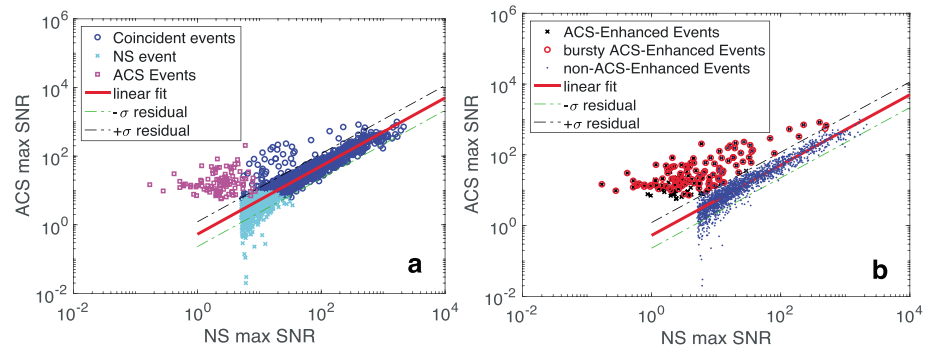 10^6
10^4
10^2
10^0
10^-2
ACS max SNR
Coincident events
NS event
ACS Events
linear fit
-σ residual
+σ residual
a
10^-2
10^0
10^2
10^4
NS max SNR
10^6
10^4
10^2
10^0
10^-2
ACS max SNR
ACS-Enhanced Events
bursty ACS-Enhanced Events
non-ACS-Enhanced Events
linear fit
-σ residual
+σ residual
b
10^-2
10^0
10^2
10^4
NS max SNR